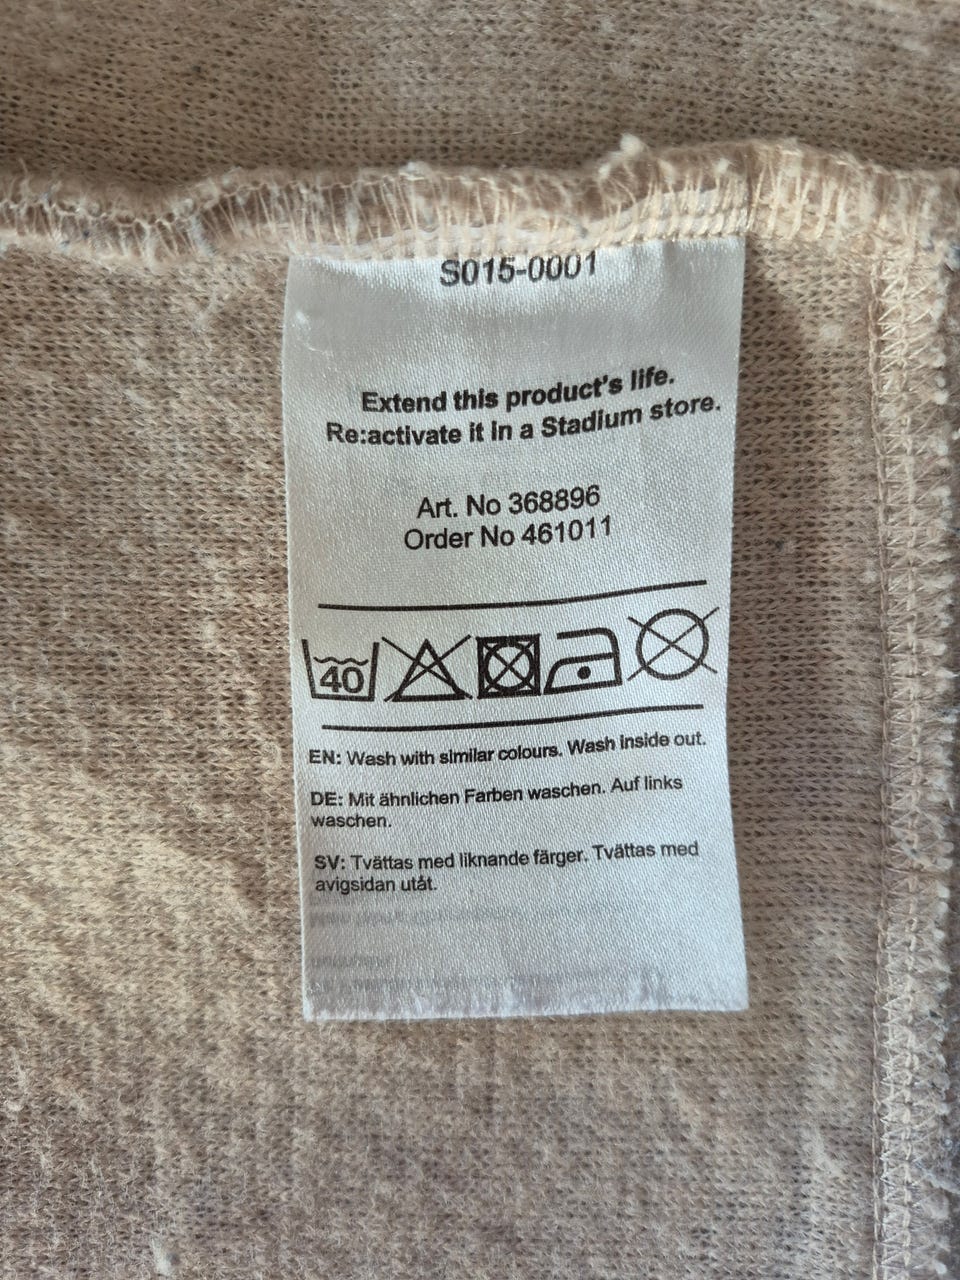 S015-0001
Extend this product's life.
Re:activate it in a Stadium store.
Art. No 368896
Order No 461011
40
EN: Wash with similar colours. Wash inside out.
DE: Mit ähnlichen Farben waschen. Auf links
waschen.
SV: Tvättas med liknande färger. Tvättas med
avigsidan utåt.